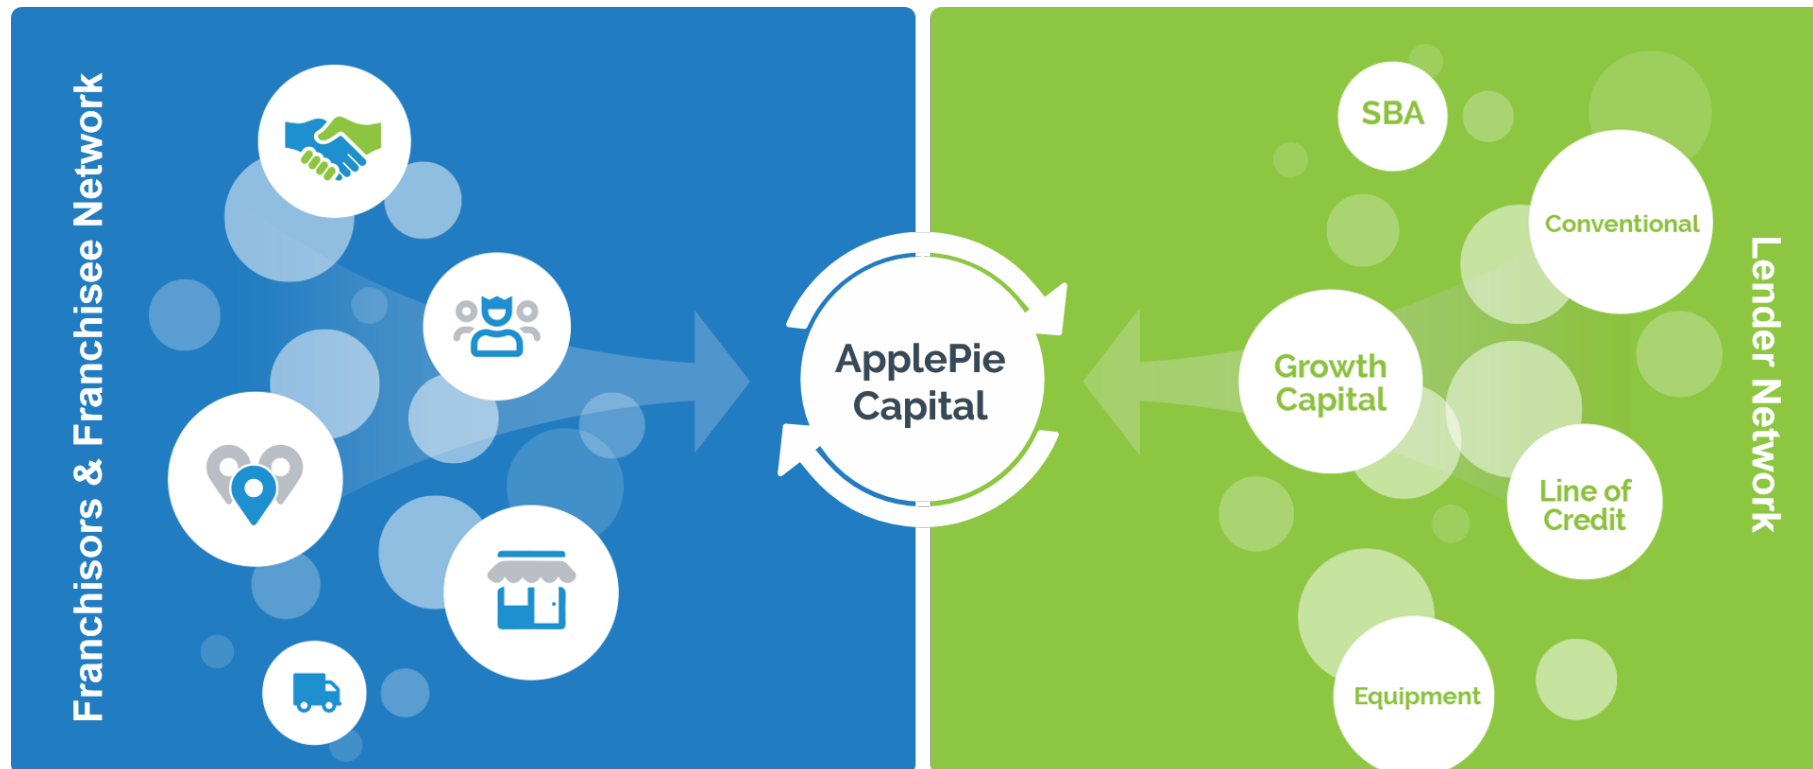 Franchisors & Franchisee Network
ApplePie
Capital
SBA
Conventional
Growth
Capital
Line of
Credit
Equipment
Lender Network